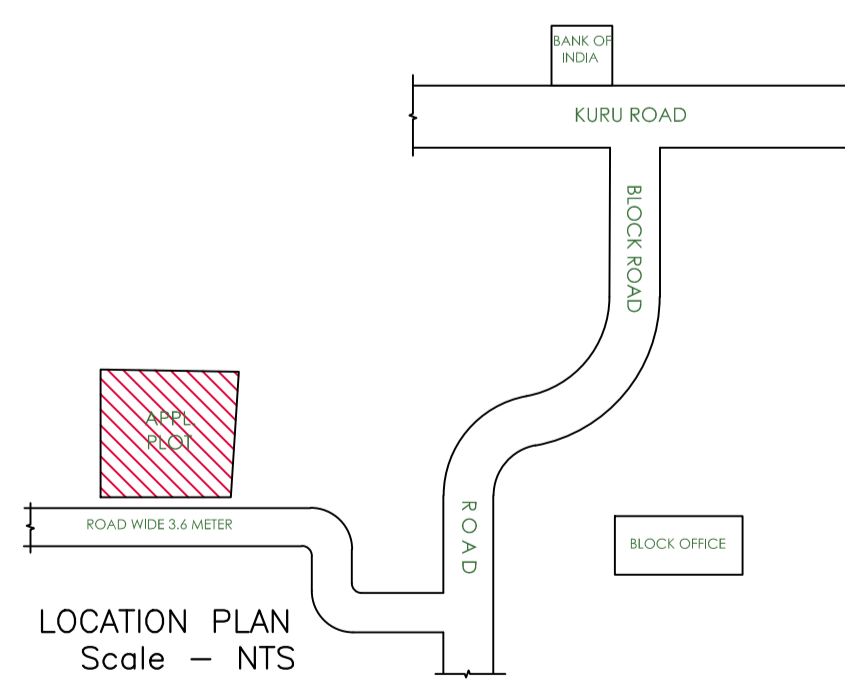 BANK OF
INDIA
KURU ROAD
BLOCK ROAD
APPL
PLOT
ROAD WIDE 3.6 METER
ROAD
BLOCK OFFICE
LOCATION PLAN
Scale - NTS